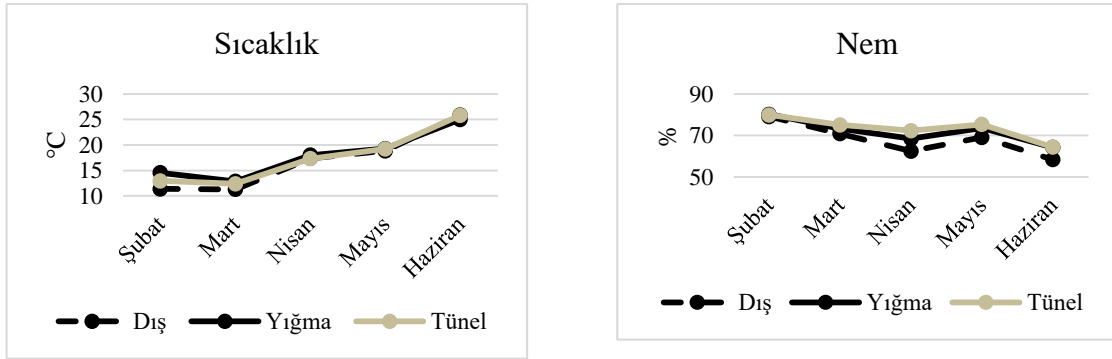 Sıcaklık
°C
30
25
20
15
10
Şubat
Mart
Nisan
Mayıs
Haziran
Dış Yığma Tünel
Nem
%
90
70
50
Şubat
Mart
Nisan
Mayıs
Haziran
Dış Yığma Tünel